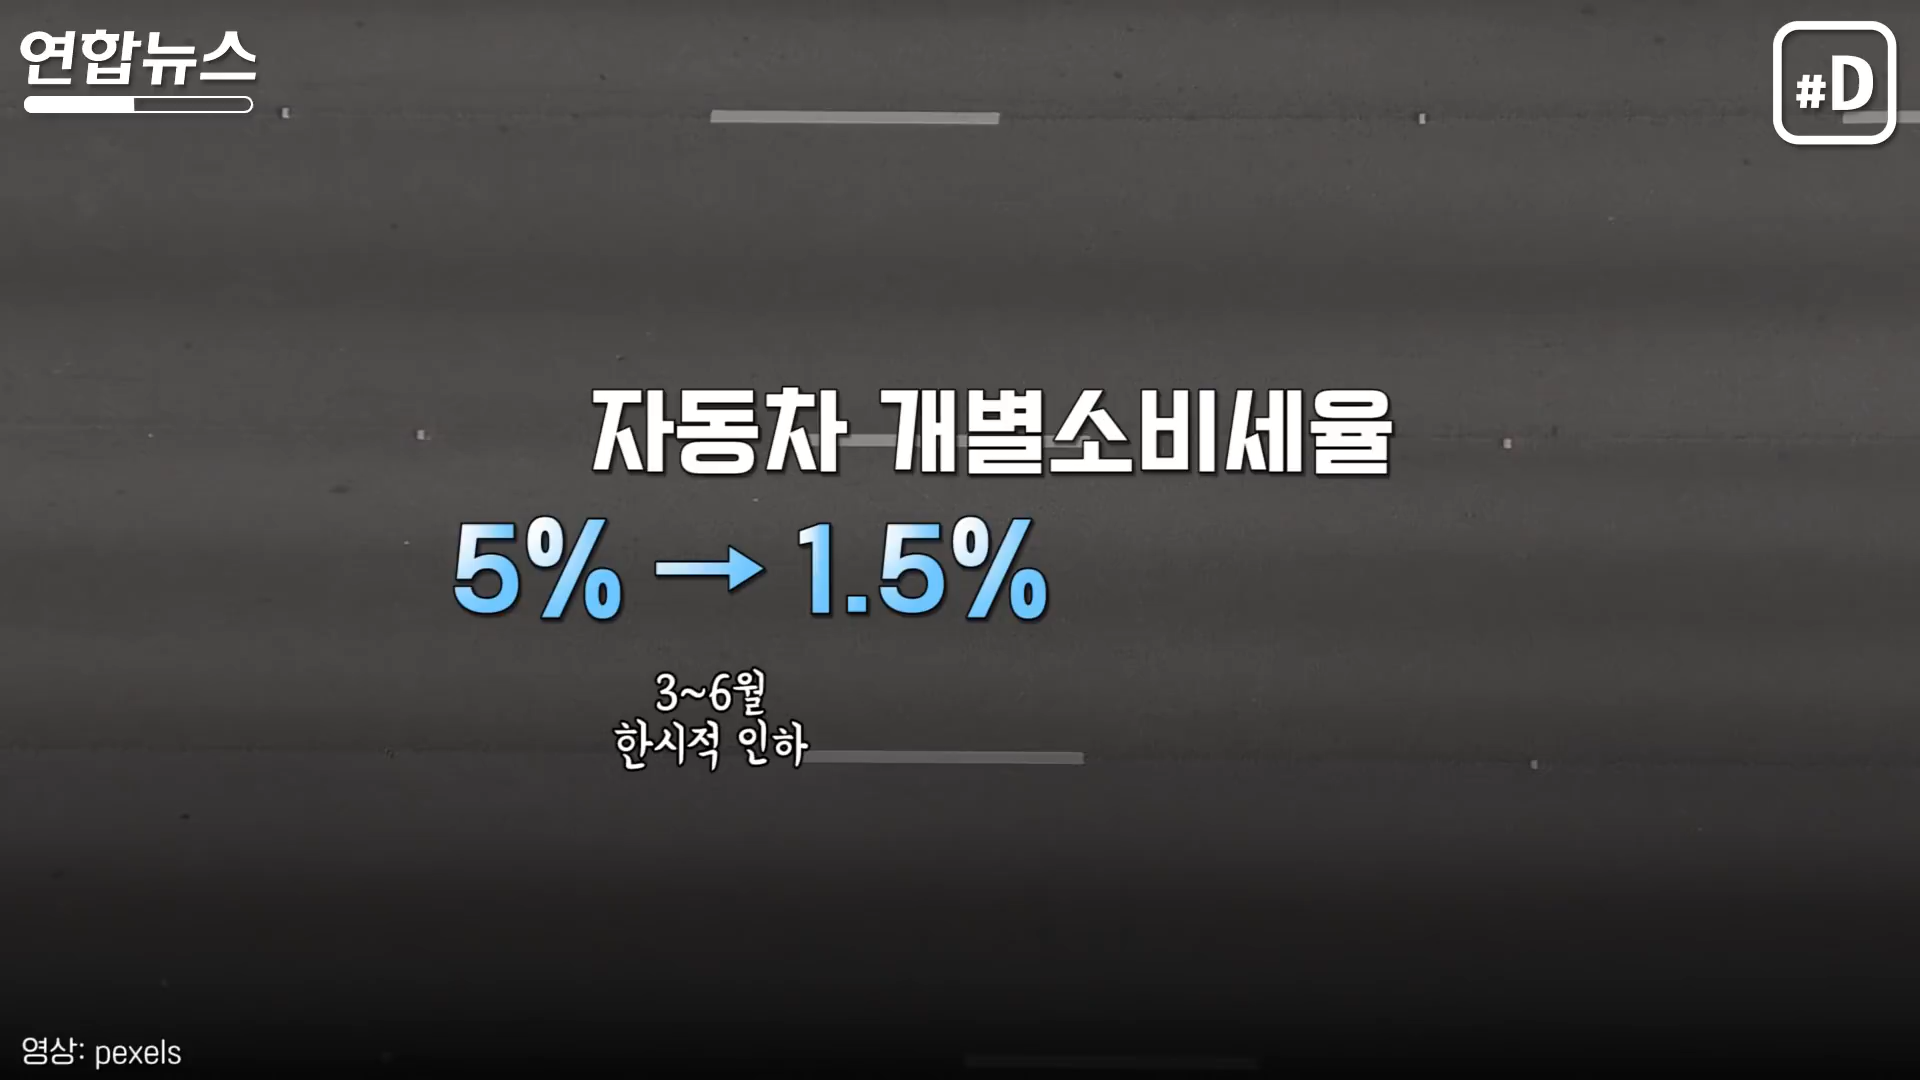 연합뉴스
#D
자동차 개별소비세율
5% → 1.5%
3~6월
한시적 인하
영상: pexels